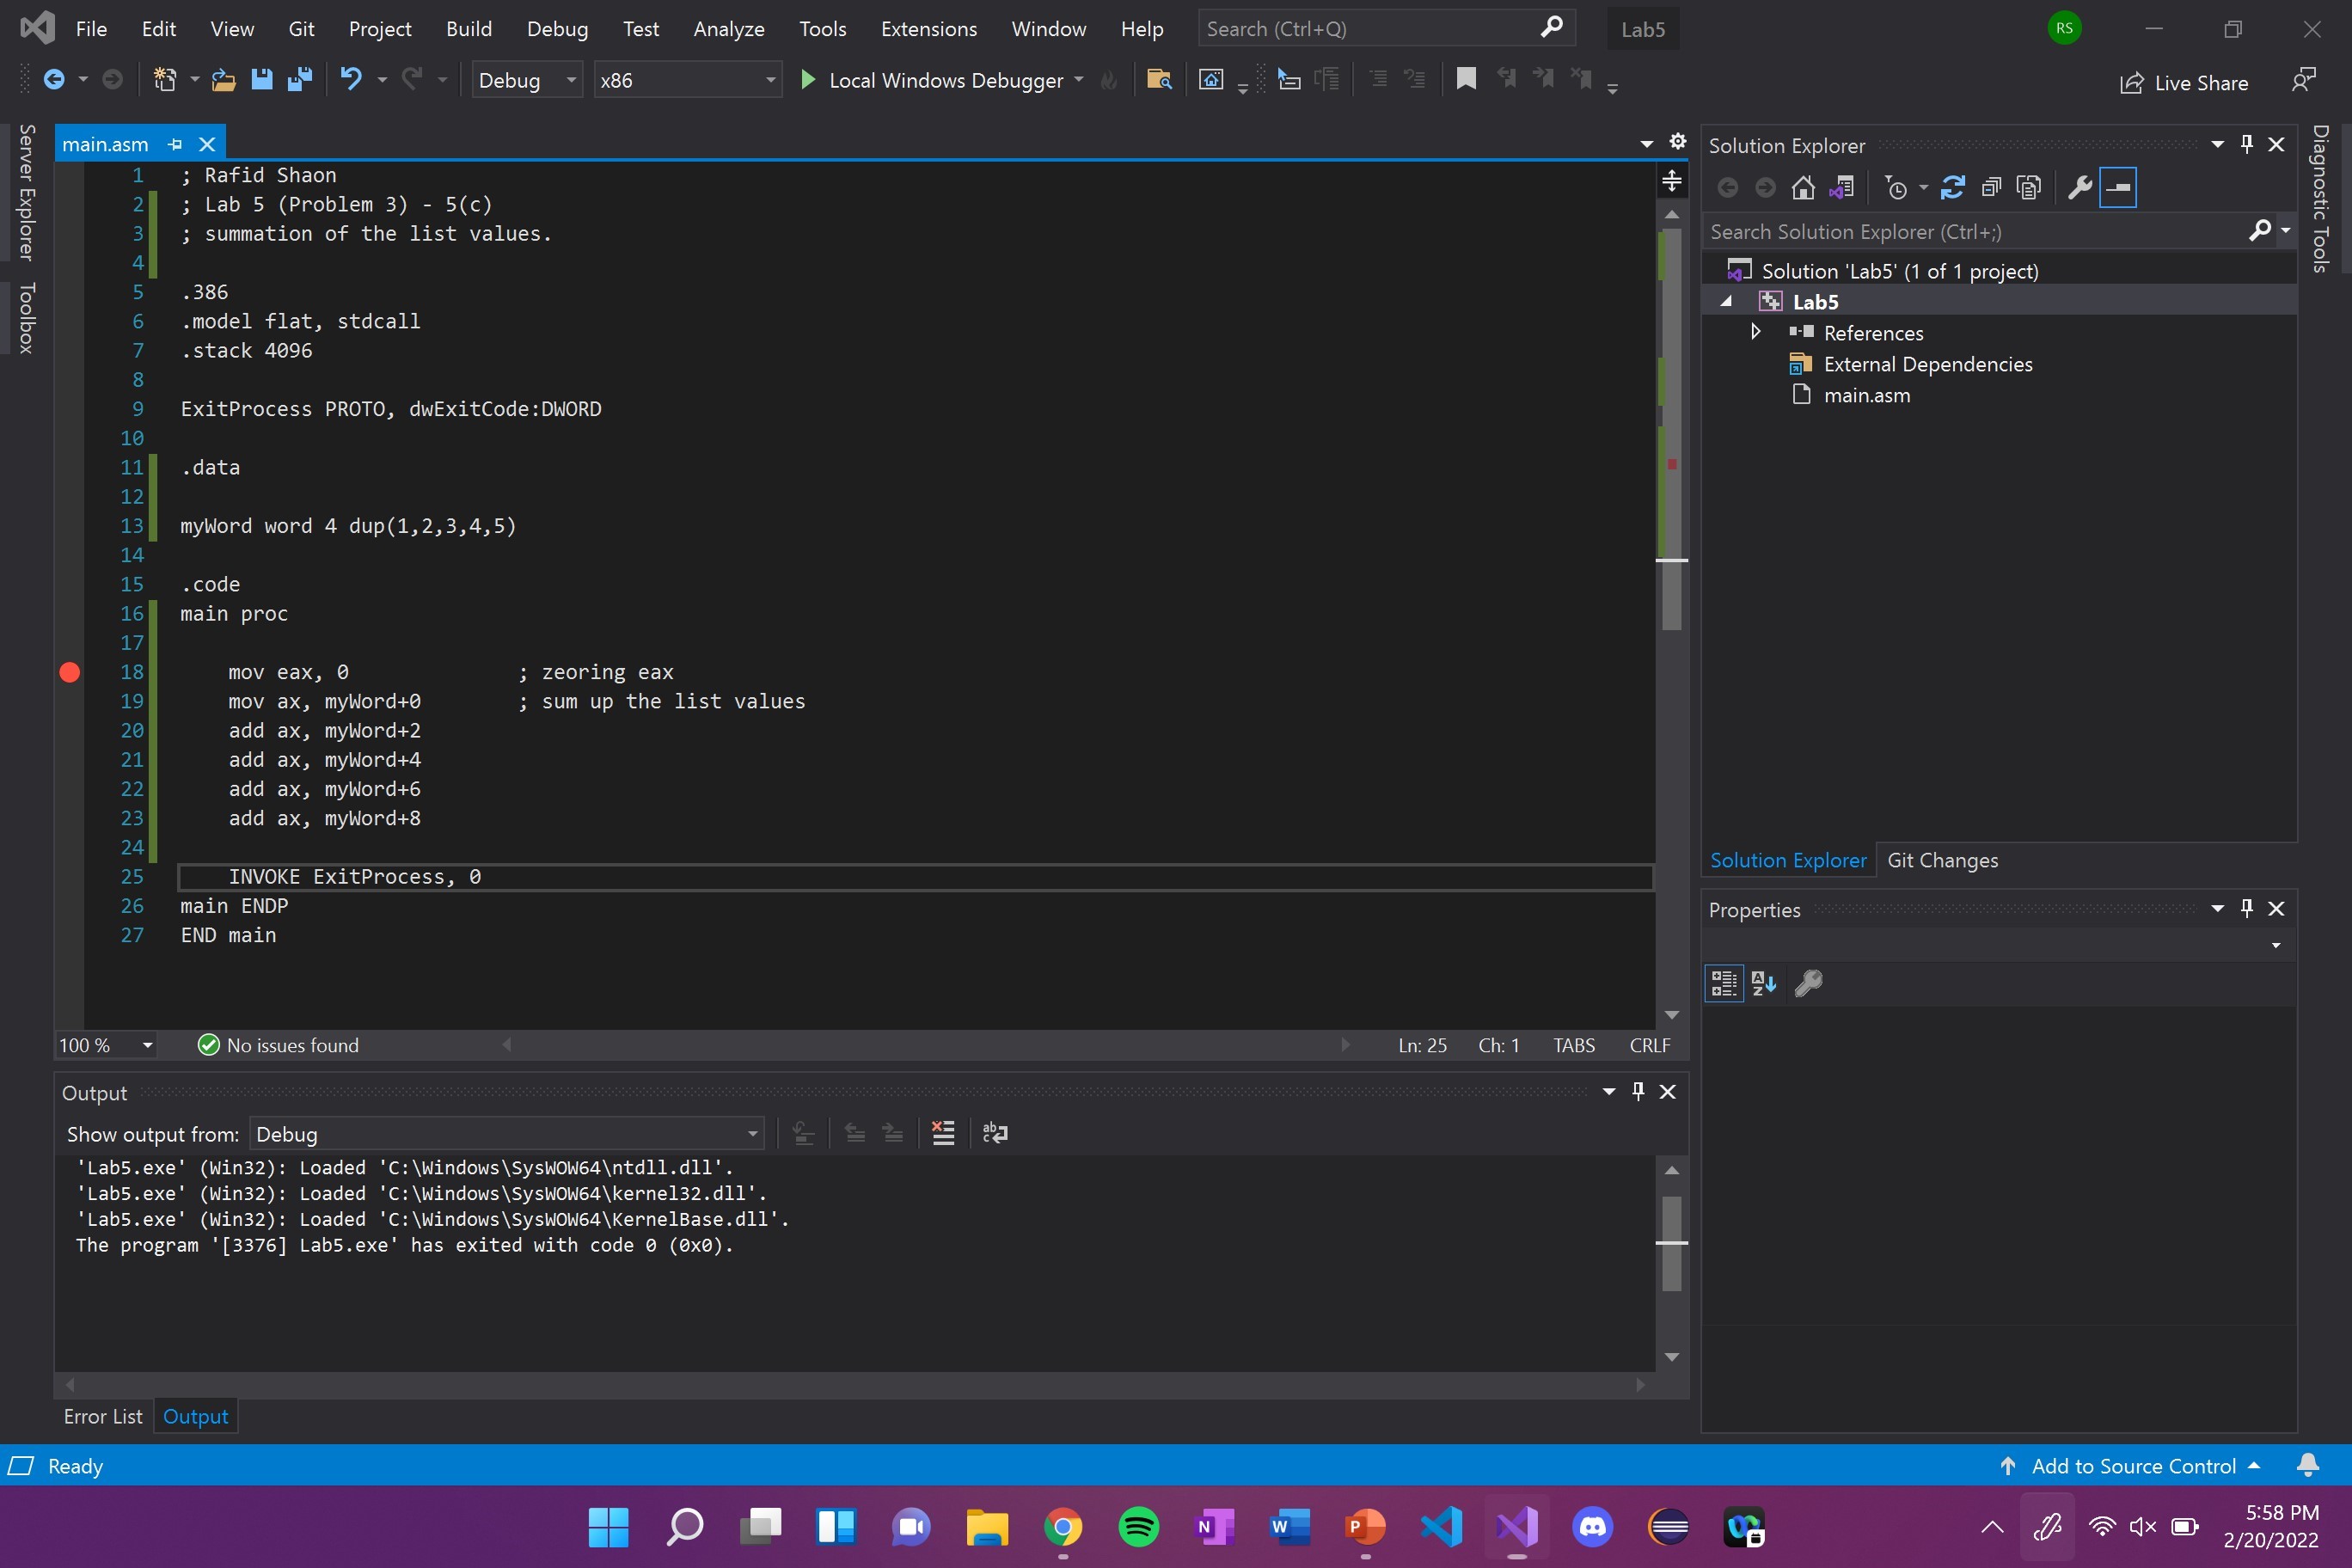 File Edit View Git Project Build Debug Test Analyze Tools Extensions Window Help Search (Ctrl+Q) Lab5 RS
Debug x86 Local Windows Debugger Live Share
Server Explorer
Toolbox
main.asm
1 ; Rafid Shaon
2 ; Lab 5 (Problem 3) - 5(c)
3 ; summation of the list values.
4
5 .386
6 .model flat, stdcall
7 .stack 4096
8
9 ExitProcess PROTO, dwExitCode:DWORD
10
11 .data
12
13 myWord word 4 dup(1,2,3,4,5)
14
15 .code
16 main proc
17
18 mov eax, 0 ; zeoring eax
19 mov ax, myWord+0 ; sum up the list values
20 add ax, myWord+2
21 add ax, myWord+4
22 add ax, myWord+6
23 add ax, myWord+8
24
25 INVOKE ExitProcess, 0
26 main ENDP
27 END main
100 % No issues found Ln: 25 Ch: 1 TABS CRLF
Output
Show output from: Debug
'Lab5.exe' (Win32): Loaded 'C:\Windows\SysWOW64\ntdll.dll'.
'Lab5.exe' (Win32): Loaded 'C:\Windows\SysWOW64\kernel32.dll'.
'Lab5.exe' (Win32): Loaded 'C:\Windows\SysWOW64\KernelBase.dll'.
The program '[3376] Lab5.exe' has exited with code 0 (0x0).
Error List Output
Solution Explorer
Search Solution Explorer (Ctrl+;)
Solution 'Lab5' (1 of 1 project)
Lab5
References
External Dependencies
main.asm
Solution Explorer Git Changes
Properties
Diagnostic Tools
Ready Add to Source Control
5:58 PM
2/20/2022